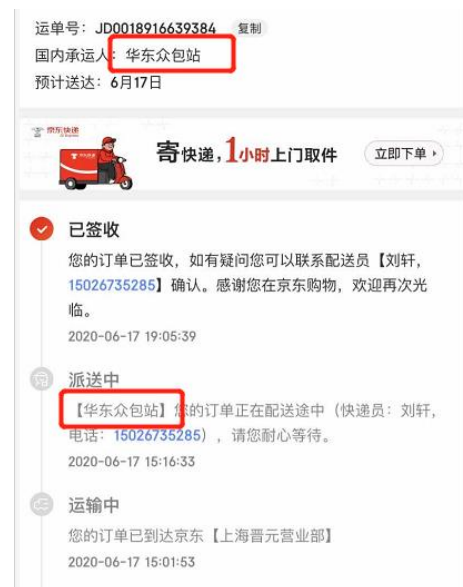 运单号：JD0018916639384 复制
国内承运人：华东众包站
预计送达：6月17日
京东快递
寄快递，1小时上门取件 立即下单
已签收
您的订单已签收，如有疑问您可以联系配送员【刘轩，
15026735285】确认。感谢您在京东购物，欢迎再次光
临。
2020-06-17 19:05:39
派送中
【华东众包站】您的订单正在配送途中（快递员：刘轩，
电话：15026735285），请您耐心等待。
2020-06-17 15:16:33
运输中
您的订单已到达京东【上海晋元营业部】
2020-06-17 15:01:53